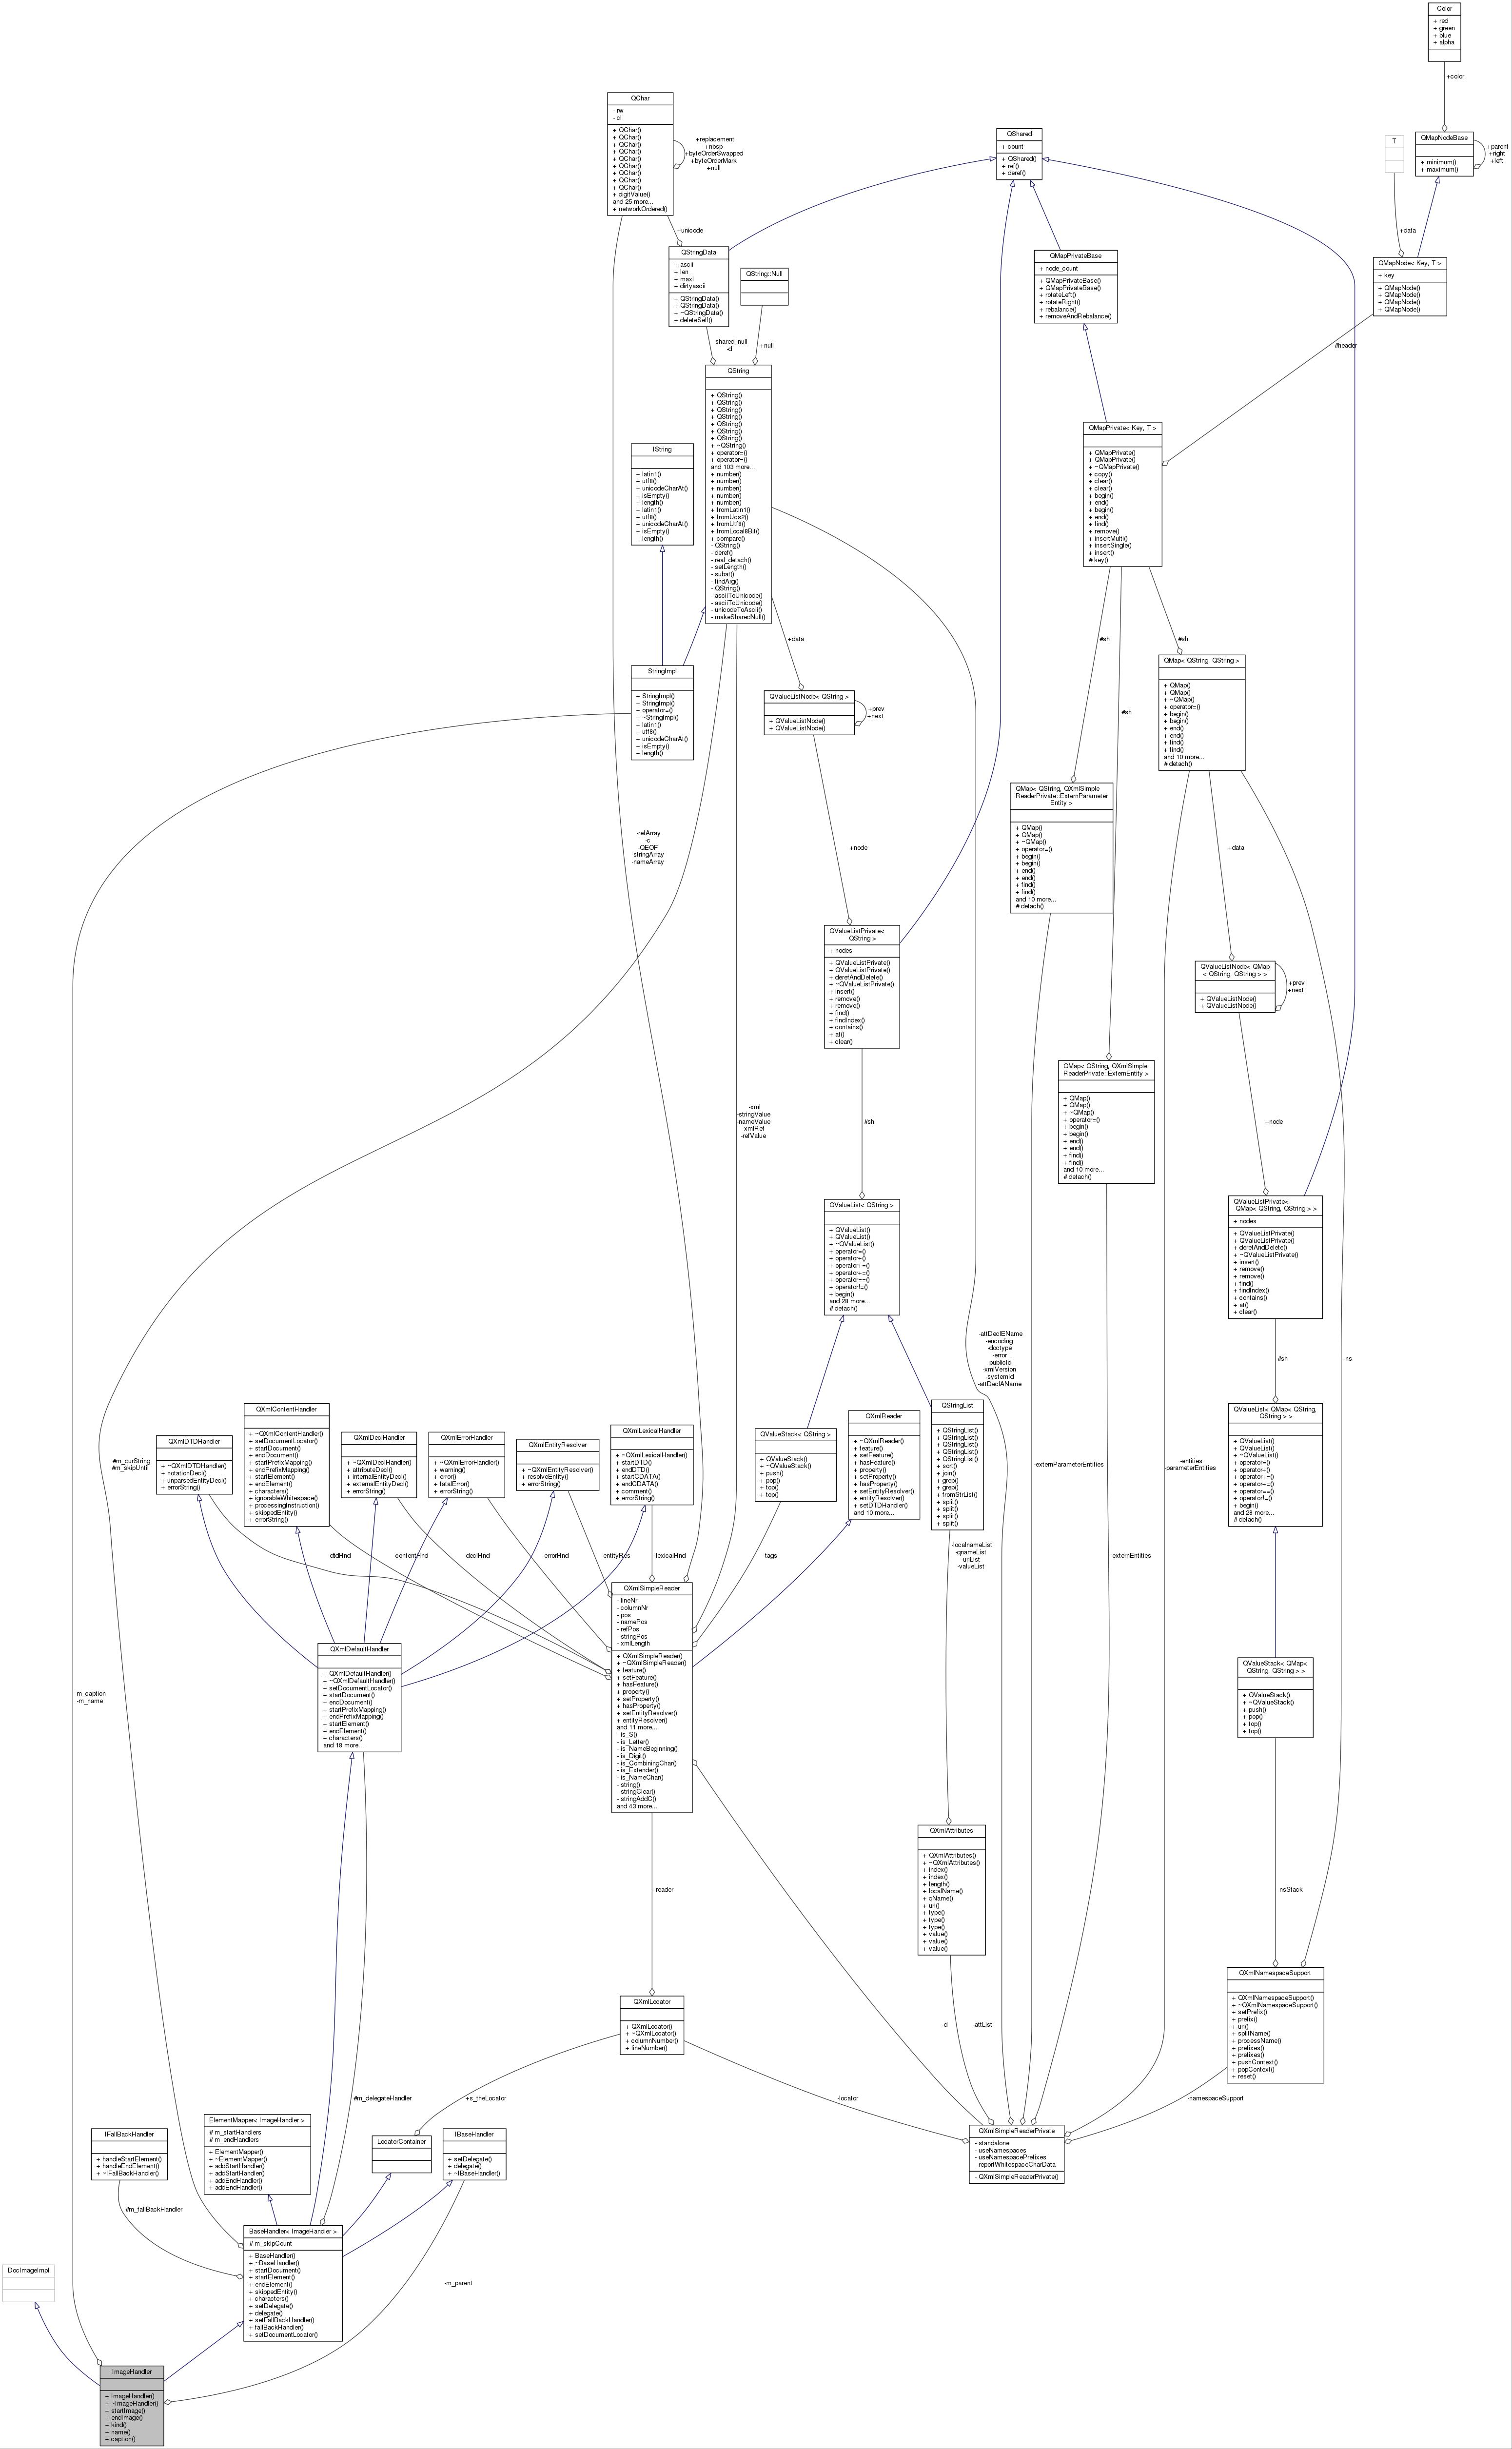 Color
+ red
+ green
+ blue
+ alpha
+color
QChar
- rw
- cl
+ QChar()
+ QChar()
+ QChar()
+ QChar()
+ QChar()
+ QChar()
+ QChar()
+ QChar()
+ QChar()
+ digitValue()
and 25 more...
+ networkOrdered()
+replacement
+nbsp
+byteOrderSwapped
+byteOrderMark
+null
QShared
+ count
+ QShared()
+ ref()
+ deref()
T
QMapNodeBase
+ minimum()
+ maximum()
+parent
+right
+left
+unicode
+data
QStringData
+ ascii
+ len
+ maxl
+ dirtyascii
+ QStringData()
+ QStringData()
+ ~QStringData()
+ deleteSelf()
QString::Null
QMapPrivateBase
+ node_count
+ QMapPrivateBase()
+ QMapPrivateBase()
+ rotateLeft()
+ rotateRight()
+ rebalance()
+ removeAndRebalance()
QMapNode< Key, T >
+ key
+ QMapNode()
+ QMapNode()
+ QMapNode()
+ QMapNode()
-shared_null
-d
+null
#header
QString
+ QString()
+ QString()
+ QString()
+ QString()
+ QString()
+ QString()
+ QString()
+ ~QString()
+ operator=()
+ operator=()
and 103 more...
+ number()
+ number()
+ number()
+ number()
+ number()
+ fromLatin1()
+ fromUcs2()
+ fromUtf8()
+ fromLocal8Bit()
+ compare()
- QString()
- deref()
- real_detach()
- setLength()
- subat()
- findArg()
- QString()
- asciiToUnicode()
- asciiToUnicode()
- unicodeToAscii()
- makeSharedNull()
IString
+ latin1()
+ utf8()
+ unicodeCharAt()
+ isEmpty()
+ length()
+ latin1()
+ utf8()
+ unicodeCharAt()
+ isEmpty()
+ length()
QMapPrivate< Key, T >
+ QMapPrivate()
+ QMapPrivate()
+ ~QMapPrivate()
+ copy()
+ clear()
+ clear()
+ begin()
+ end()
+ begin()
+ end()
+ find()
+ remove()
+ insertMulti()
+ insertSingle()
+ insert()
# key()
+data
#sh
#sh
#sh
StringImpl
+ StringImpl()
+ StringImpl()
+ operator=()
+ ~StringImpl()
+ latin1()
+ utf8()
+ unicodeCharAt()
+ isEmpty()
+ length()
QValueListNode< QString >
+ QValueListNode()
+ QValueListNode()
+prev
+next
QMap< QString, QString >
+ QMap()
+ QMap()
+ ~QMap()
+ operator=()
+ begin()
+ begin()
+ end()
+ end()
+ find()
+ find()
and 10 more...
# detach()
QMap< QString, QXmlSimple
ReaderPrivate::ExternParameter
Entity >
+ QMap()
+ QMap()
+ ~QMap()
+ operator=()
+ begin()
+ begin()
+ end()
+ end()
+ find()
+ find()
and 10 more...
# detach()
-refArray
-c
-QEOF
-stringArray
-nameArray
+node
+data
QValueListPrivate<
QString >
+ nodes
+ QValueListPrivate()
+ QValueListPrivate()
+ derefAndDelete()
+ ~QValueListPrivate()
+ insert()
+ remove()
+ remove()
+ find()
+ findIndex()
+ contains()
+ at()
+ clear()
QValueListNode< QMap
< QString, QString > >
+ QValueListNode()
+ QValueListNode()
+prev
+next
QMap< QString, QXmlSimple
ReaderPrivate::ExternEntity >
+ QMap()
+ QMap()
+ ~QMap()
+ operator=()
+ begin()
+ begin()
+ end()
+ end()
+ find()
+ find()
and 10 more...
# detach()
-xml
-stringValue
-nameValue
-xmlRef
-refValue
#sh
+node
QValueList< QString >
+ QValueList()
+ QValueList()
+ ~QValueList()
+ operator=()
+ operator+()
+ operator+=()
+ operator+=()
+ operator==()
+ operator!=()
+ begin()
and 28 more...
# detach()
QValueListPrivate<
QMap< QString, QString > >
+ nodes
+ QValueListPrivate()
+ QValueListPrivate()
+ derefAndDelete()
+ ~QValueListPrivate()
+ insert()
+ remove()
+ remove()
+ find()
+ findIndex()
+ contains()
+ at()
+ clear()
-attDeclEName
-encoding
-doctype
-error
-publicId
-xmlVersion
-systemId
-attDeclAName
#sh
-ns
QXmlDTDHandler
+ ~QXmlDTDHandler()
+ notationDecl()
+ unparsedEntityDecl()
+ errorString()
QXmlContentHandler
+ ~QXmlContentHandler()
+ setDocumentLocator()
+ startDocument()
+ endDocument()
+ startPrefixMapping()
+ endPrefixMapping()
+ startElement()
+ endElement()
+ characters()
+ ignorableWhitespace()
+ processingInstruction()
+ skippedEntity()
+ errorString()
QXmlDeclHandler
+ ~QXmlDeclHandler()
+ attributeDecl()
+ internalEntityDecl()
+ externalEntityDecl()
+ errorString()
QXmlErrorHandler
+ ~QXmlErrorHandler()
+ warning()
+ error()
+ fatalError()
+ errorString()
QXmlEntityResolver
+ ~QXmlEntityResolver()
+ resolveEntity()
+ errorString()
QXmlLexicalHandler
+ ~QXmlLexicalHandler()
+ startDTD()
+ endDTD()
+ startCDATA()
+ endCDATA()
+ comment()
+ errorString()
QValueStack< QString >
+ QValueStack()
+ ~QValueStack()
+ push()
+ pop()
+ top()
+ top()
QXmlReader
+ ~QXmlReader()
+ feature()
+ setFeature()
+ hasFeature()
+ property()
+ setProperty()
+ hasProperty()
+ setEntityResolver()
+ entityResolver()
+ setDTDHandler()
and 10 more...
QStringList
+ QStringList()
+ QStringList()
+ QStringList()
+ QStringList()
+ QStringList()
+ sort()
+ join()
+ grep()
+ grep()
+ fromStrList()
+ split()
+ split()
+ split()
+ split()
QValueList< QMap< QString,
QString > >
+ QValueList()
+ QValueList()
+ ~QValueList()
+ operator=()
+ operator+()
+ operator+=()
+ operator+=()
+ operator==()
+ operator!=()
+ begin()
and 28 more...
# detach()
#m_curString
#m_skipUntil
-externParameterEntities
-entities
-parameterEntities
-dtdHnd
-contentHnd
-declHnd
-errorHnd
-entityRes
-lexicalHnd
-tags
-localnameList
-qnameList
-uriList
-valueList
-externEntities
QXmlSimpleReader
- lineNr
- columnNr
- pos
- namePos
- refPos
- stringPos
- xmlLength
+ QXmlSimpleReader()
+ ~QXmlSimpleReader()
+ feature()
+ setFeature()
+ hasFeature()
+ property()
+ setProperty()
+ hasProperty()
+ setEntityResolver()
+ entityResolver()
and 11 more...
- is_S()
- is_Letter()
- is_NameBeginning()
- is_Digit()
- is_CombiningChar()
- is_Extender()
- is_NameChar()
- string()
- stringClear()
- stringAddC()
and 43 more...
QXmlDefaultHandler
+ QXmlDefaultHandler()
+ ~QXmlDefaultHandler()
+ setDocumentLocator()
+ startDocument()
+ endDocument()
+ startPrefixMapping()
+ endPrefixMapping()
+ startElement()
+ endElement()
+ characters()
and 18 more...
QValueStack< QMap<
QString, QString > >
+ QValueStack()
+ ~QValueStack()
+ push()
+ pop()
+ top()
+ top()
-m_caption
-m_name
QXmlAttributes
+ QXmlAttributes()
+ ~QXmlAttributes()
+ index()
+ index()
+ length()
+ localName()
+ qName()
+ uri()
+ type()
+ type()
+ type()
+ value()
+ value()
+ value()
-reader
-nsStack
QXmlLocator
+ QXmlLocator()
+ ~QXmlLocator()
+ columnNumber()
+ lineNumber()
QXmlNamespaceSupport
+ QXmlNamespaceSupport()
+ ~QXmlNamespaceSupport()
+ setPrefix()
+ prefix()
+ uri()
+ splitName()
+ processName()
+ prefixes()
+ prefixes()
+ pushContext()
+ popContext()
+ reset()
-d
-attList
#m_delegateHandler
+s_theLocator
-locator
-namespaceSupport
IFallBackHandler
+ handleStartElement()
+ handleEndElement()
+ ~IFallBackHandler()
ElementMapper< ImageHandler >
# m_startHandlers
# m_endHandlers
+ ElementMapper()
+ ~ElementMapper()
+ addStartHandler()
+ addStartHandler()
+ addEndHandler()
+ addEndHandler()
LocatorContainer
IBaseHandler
+ setDelegate()
+ delegate()
+ ~IBaseHandler()
QXmlSimpleReaderPrivate
- standalone
- useNamespaces
- useNamespacePrefixes
- reportWhitespaceCharData
- QXmlSimpleReaderPrivate()
#m_fallBackHandler
BaseHandler< ImageHandler >
# m_skipCount
+ BaseHandler()
+ ~BaseHandler()
+ startDocument()
+ startElement()
+ endElement()
+ skippedEntity()
+ characters()
+ setDelegate()
+ delegate()
+ setFallBackHandler()
+ fallBackHandler()
+ setDocumentLocator()
DocImageImpl
-m_parent
ImageHandler
+ ImageHandler()
+ ~ImageHandler()
+ startImage()
+ endImage()
+ kind()
+ name()
+ caption()